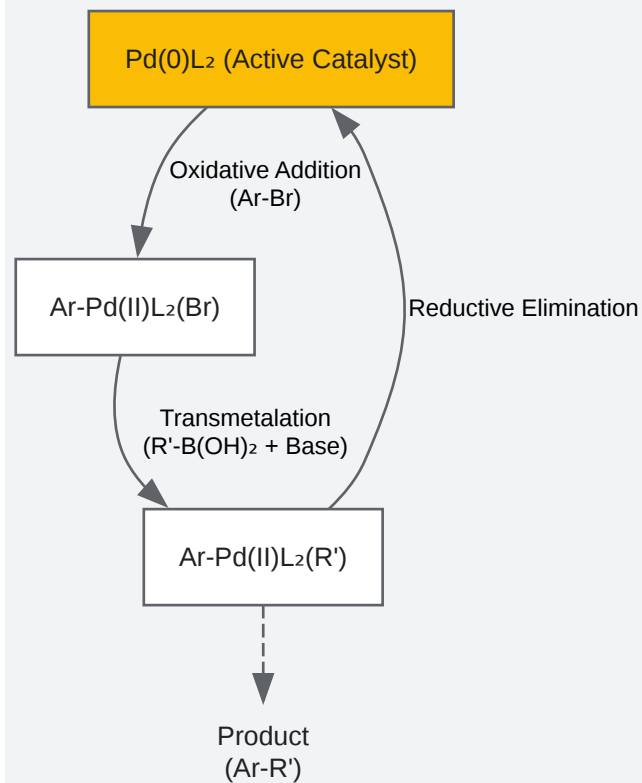 Pd(0)L₂ (Active Catalyst)
Oxidative Addition
(Ar-Br)
Ar-Pd(II)L₂(Br)
Reductive Elimination
Transmetalation
(R'-B(OH)₂ + Base)
Ar-Pd(II)L₂(R')
Product
(Ar-R')